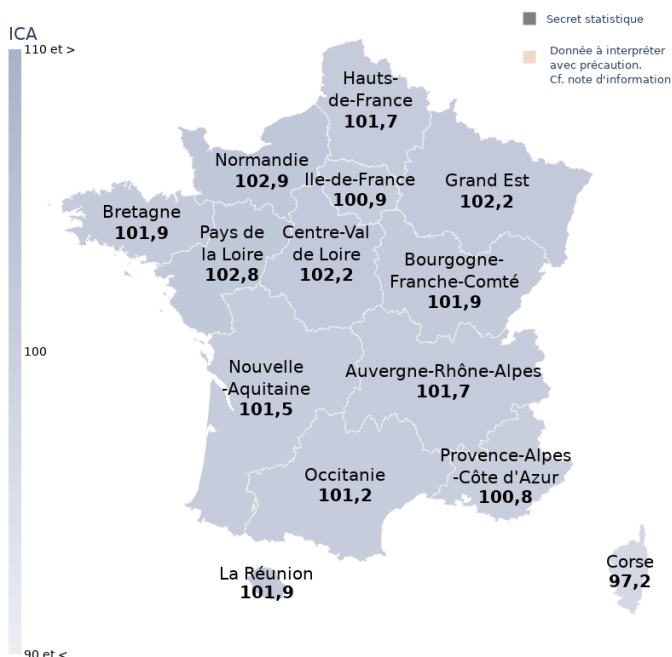 Secret statistique
ICA
110 et >
Donnée à interpréter
avec précaution.
Cf. note d'information
Hauts-
de-France
101,7
Normandie
102,9
Ile-de-France
100,9
Grand Est
102,2
Bretagne
101,9
Pays de
la Loire
102,8
Centre-Val
de Loire
102,2
Bourgogne-
Franche-Comté
101,9
100
Nouvelle
-Aquitaine
101,5
Auvergne-Rhône-Alpes
101,7
Occitanie
101,2
Provence-Alpes
-Côte d'Azur
100,8
La Réunion
101,9
Corse
97,2
90 et <